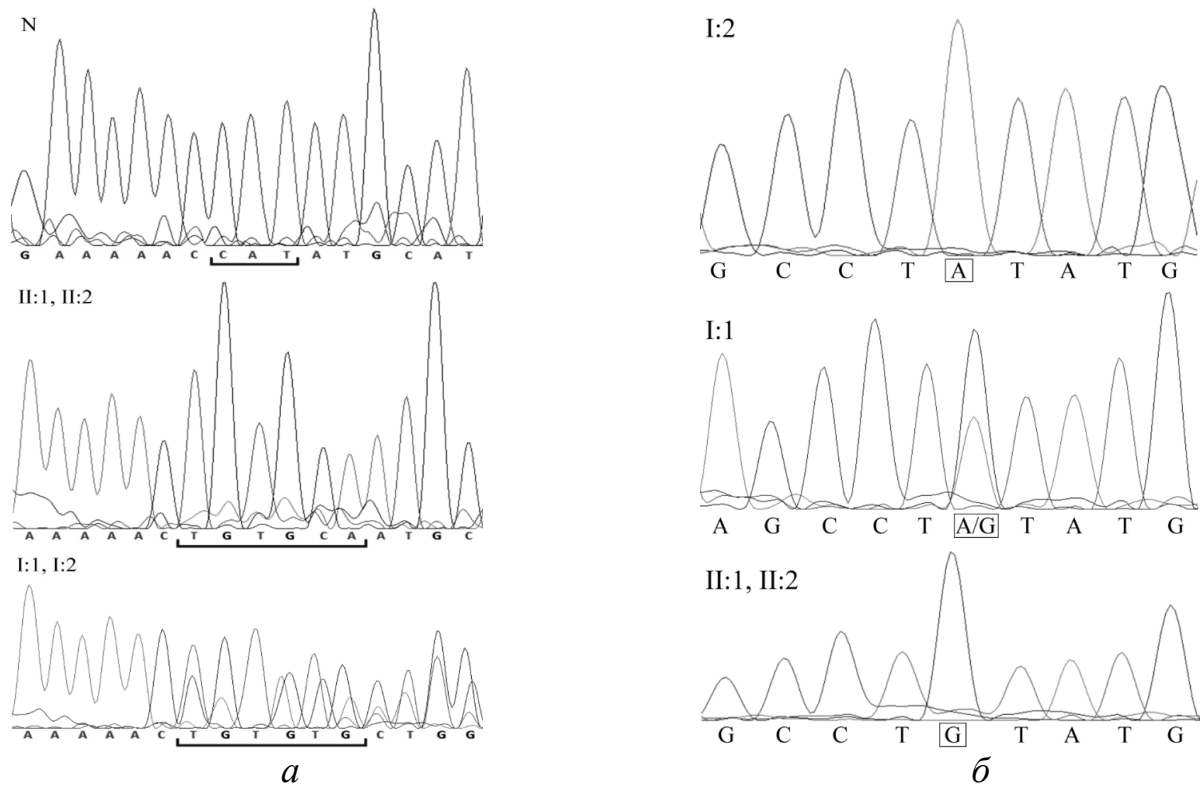 N
G A A A A A C C A T A T G C A T
II:1, II:2
A A A A A C T G T G C A A T G C
I:1, I:2
A A A A A C T G T G T G C T G G
а
I:2
G C C T A T A T G
I:1
A G C C T A/G T A T G
II:1, II:2
G C C T G T A T G
б